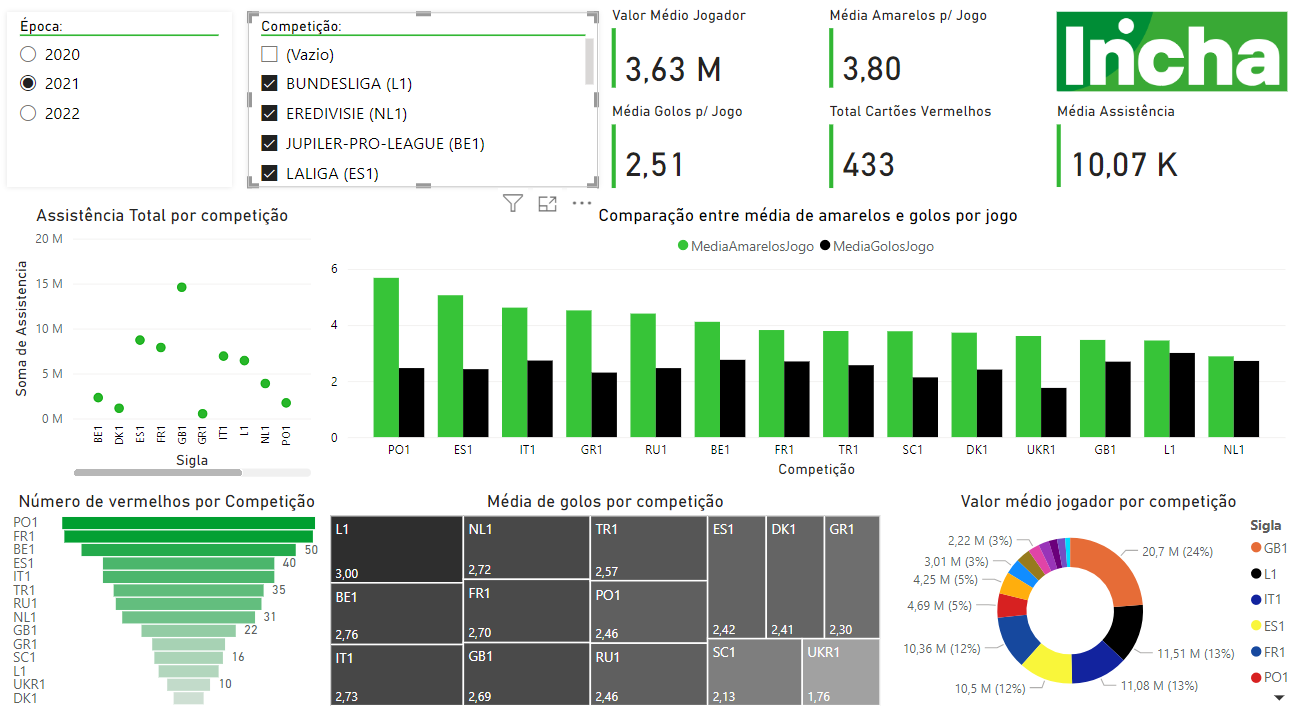 Época:
2020
2021
2022
Competição:
(Vazio)
BUNDESLIGA (L1)
EREDIVISIE (NL1)
JUPILER-PRO-LEAGUE (BE1)
LALIGA (ES1)
Valor Médio Jogador
3,63 M
Média Amarelos p/ Jogo
3,80
Incha
Média Golos p/ Jogo
2,51
Total Cartões Vermelhos
433
Média Assistência
10,07 K
Assistência Total por competição
Soma de Assistencia
20 M
15 M
10 M
5 M
0 M
BE1
DK1
ES1
FR1
GB1
GR1
IT1
L1
NL1
PO1
Sigla
Comparação entre média de amarelos e golos por jogo
MediaAmarelosJogo MediaGolosJogo
6
4
2
0
PO1 ES1 IT1 GR1 RU1 BE1 FR1 TR1 SC1 DK1 UKR1 GB1 L1 NL1
Competição
Número de vermelhos por Competição
PO1
FR1
BE1 50
ES1 40
IT1
TR1 35
RU1
NL1 31
GB1 22
GR1
SC1 16
L1
UKR1 10
DK1
Média de golos por competição
L1
3,00
BE1
2,76
IT1
2,73
NL1
2,72
FR1
2,70
GB1
2,69
TR1
2,57
PO1
2,46
RU1
2,46
ES1
2,42
DK1
2,41
GR1
2,30
SC1
2,13
UKR1
1,76
Valor médio jogador por competição
20,7 M (24%)
11,51 M (13%)
11,08 M (13%)
10,5 M (12%)
10,36 M (12%)
4,69 M (5%)
4,25 M (5%)
3,01 M (3%)
2,22 M (3%)
Sigla
GB1
L1
IT1
ES1
FR1
PO1